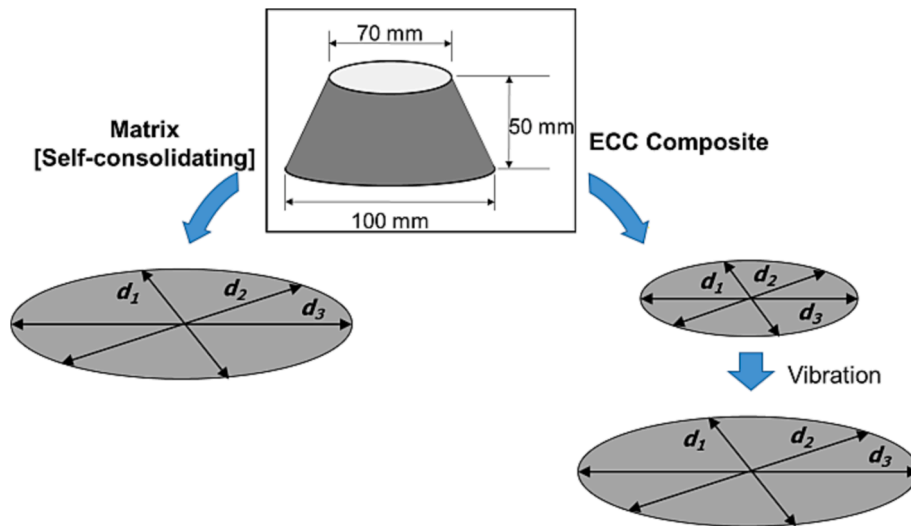 70 mm
50 mm
100 mm
Matrix
[Self-consolidating]
ECC Composite
d1
d2
d3
d1
d2
d3
Vibration
d1
d2
d3